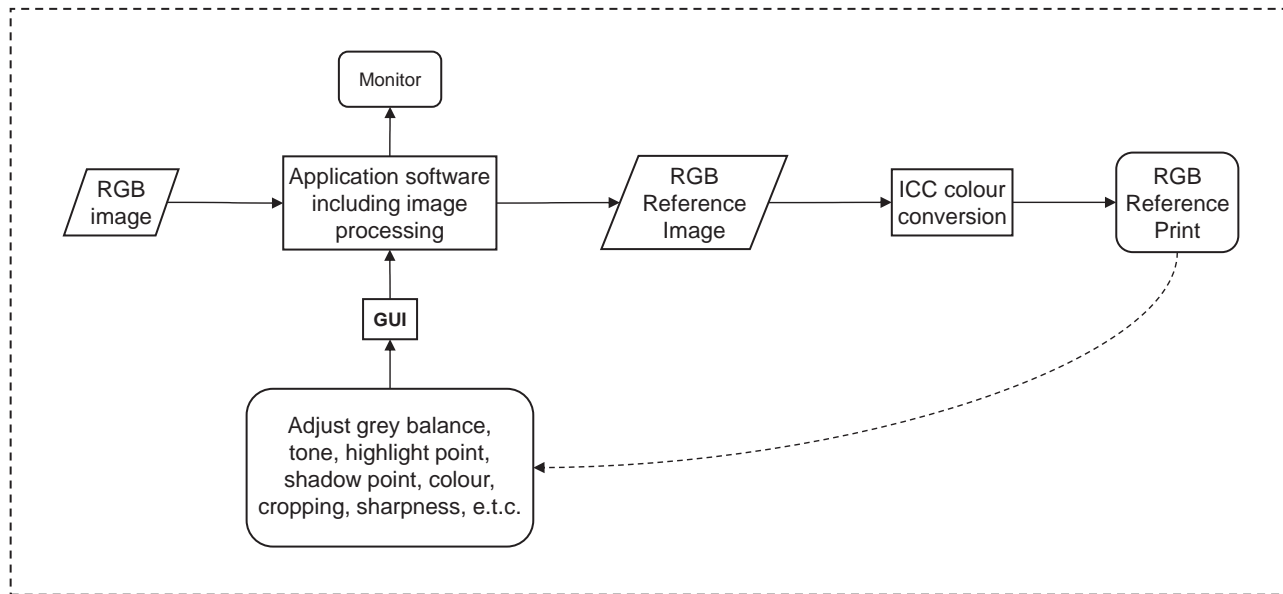 Monitor
RGB
image
Application software
including image
processing
RGB
Reference
Image
ICC colour
conversion
RGB
Reference
Print
GUI
Adjust grey balance,
tone, highlight point,
shadow point, colour,
cropping, sharpness, e.t.c.